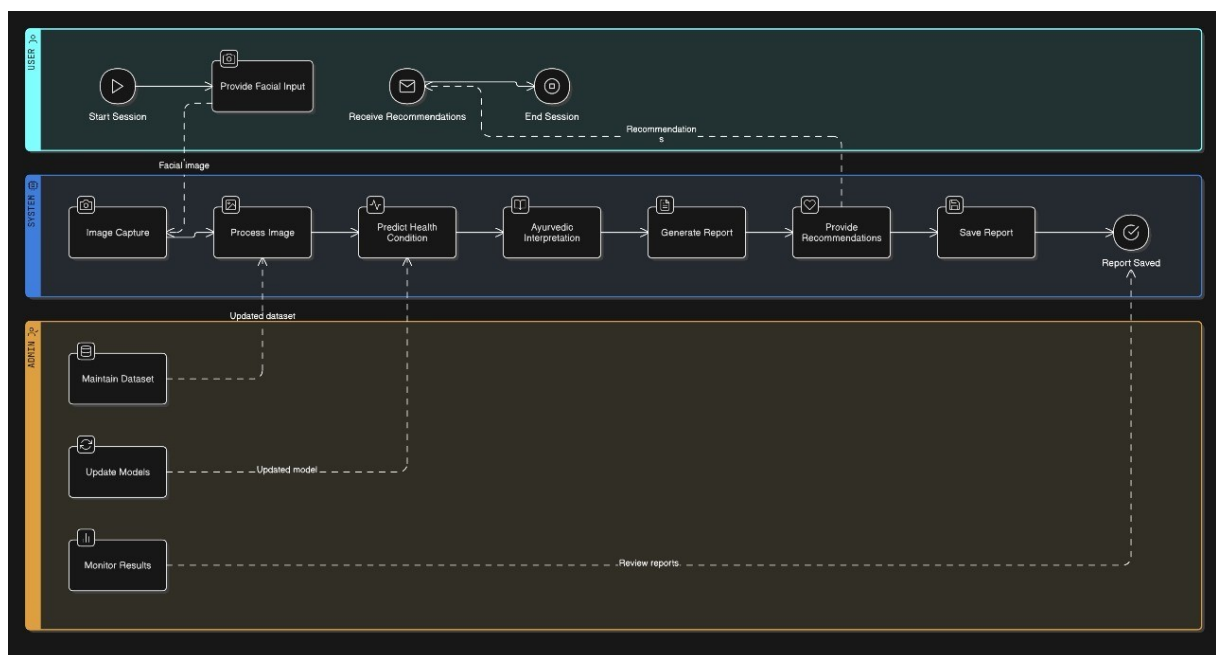 USER
Provide Facial Input
Start Session
Receive Recommendations
End Session
Recommendation
s
Facial image
SYSTEM
Image Capture
Process Image
Predict Health
Condition
Ayurvedic
Interpretation
Generate Report
Provide
Recommendations
Save Report
Report Saved
Updated dataset
ADMIN
Maintain Dataset
Update Models
Updated model
Monitor Results
Review reports